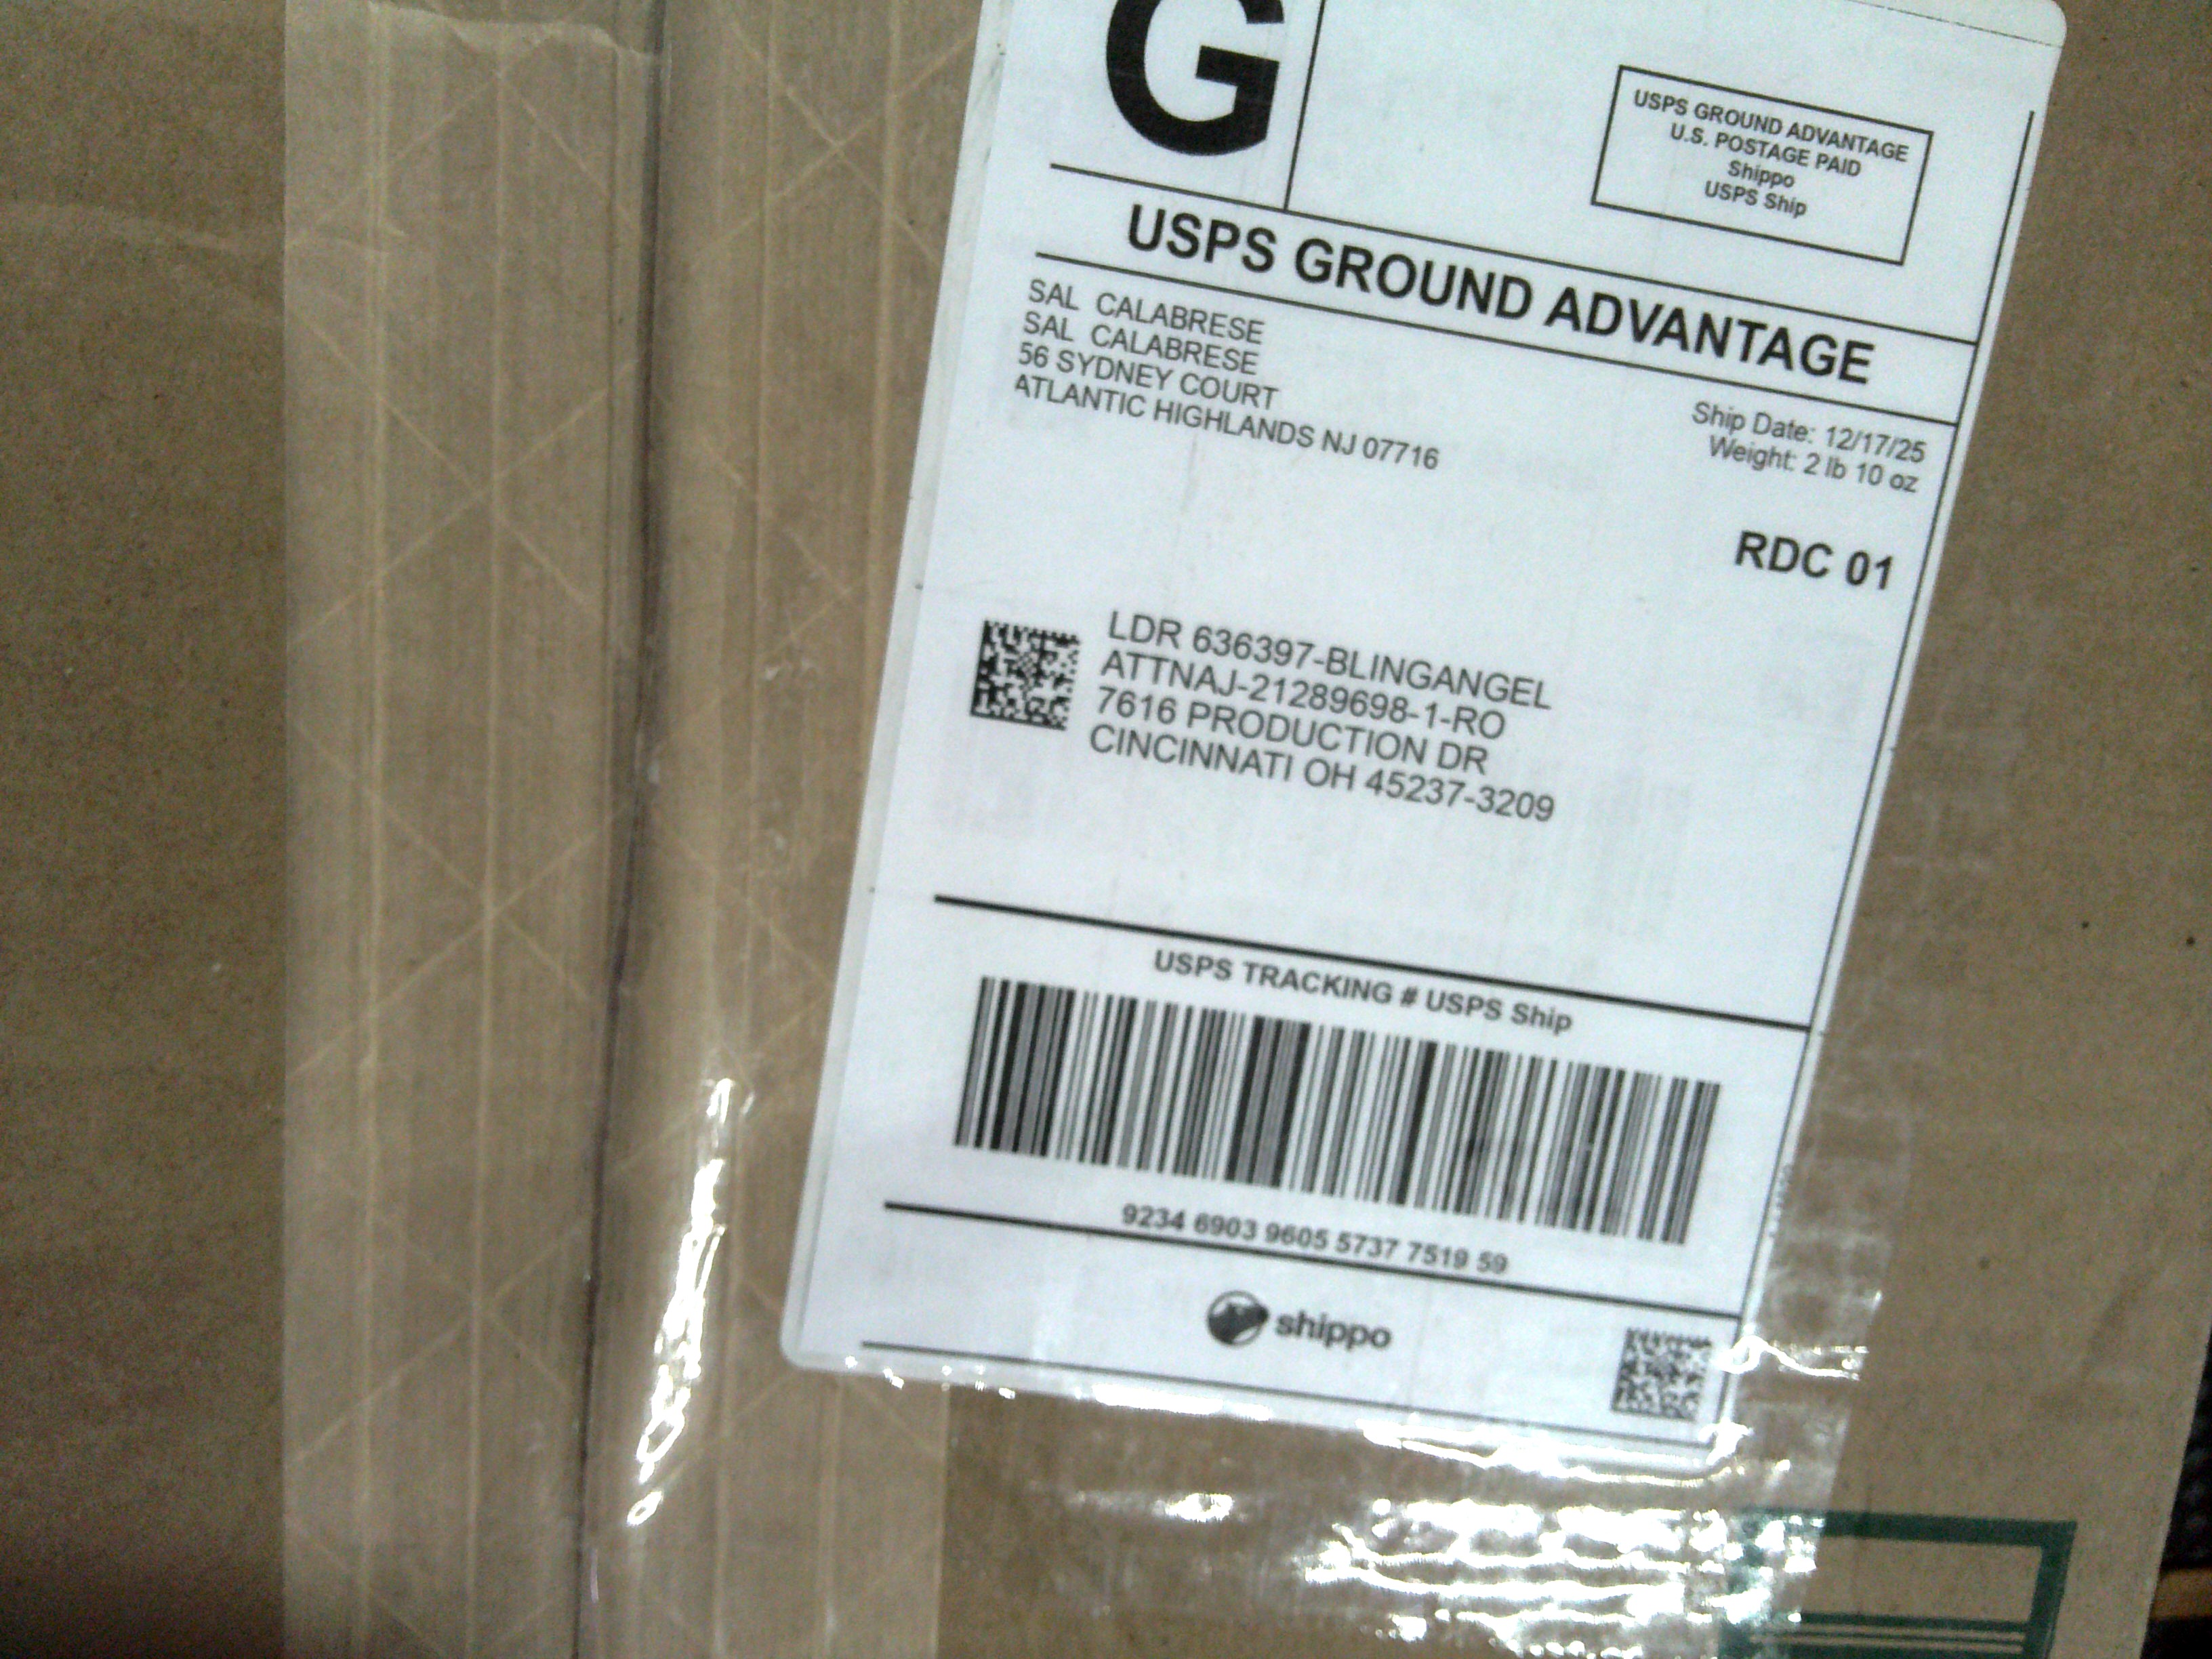 G
USPS GROUND ADVANTAGE
U.S. POSTAGE PAID
Shippo
USPS Ship
USPS GROUND ADVANTAGE
SAL CALABRESE
SAL CALABRESE
56 SYDNEY COURT
ATLANTIC HIGHLANDS NJ 07716
Ship Date: 12/17/25
Weight: 2 lb 10 oz
RDC 01
LDR 636397-BLINGANGEL
ATTNAJ-21289698-1-RO
7616 PRODUCTION DR
CINCINNATI OH 45237-3209
USPS TRACKING # USPS Ship
9234 6903 9605 5737 7519 59
shippo